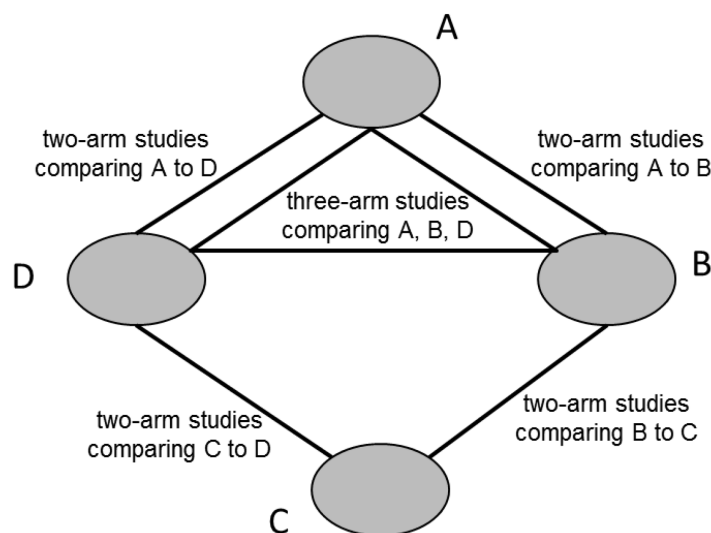 A
two-arm studies
comparing A to D
two-arm studies
comparing A to B
three-arm studies
comparing A, B, D
D
B
two-arm studies
comparing C to D
two-arm studies
comparing B to C
C